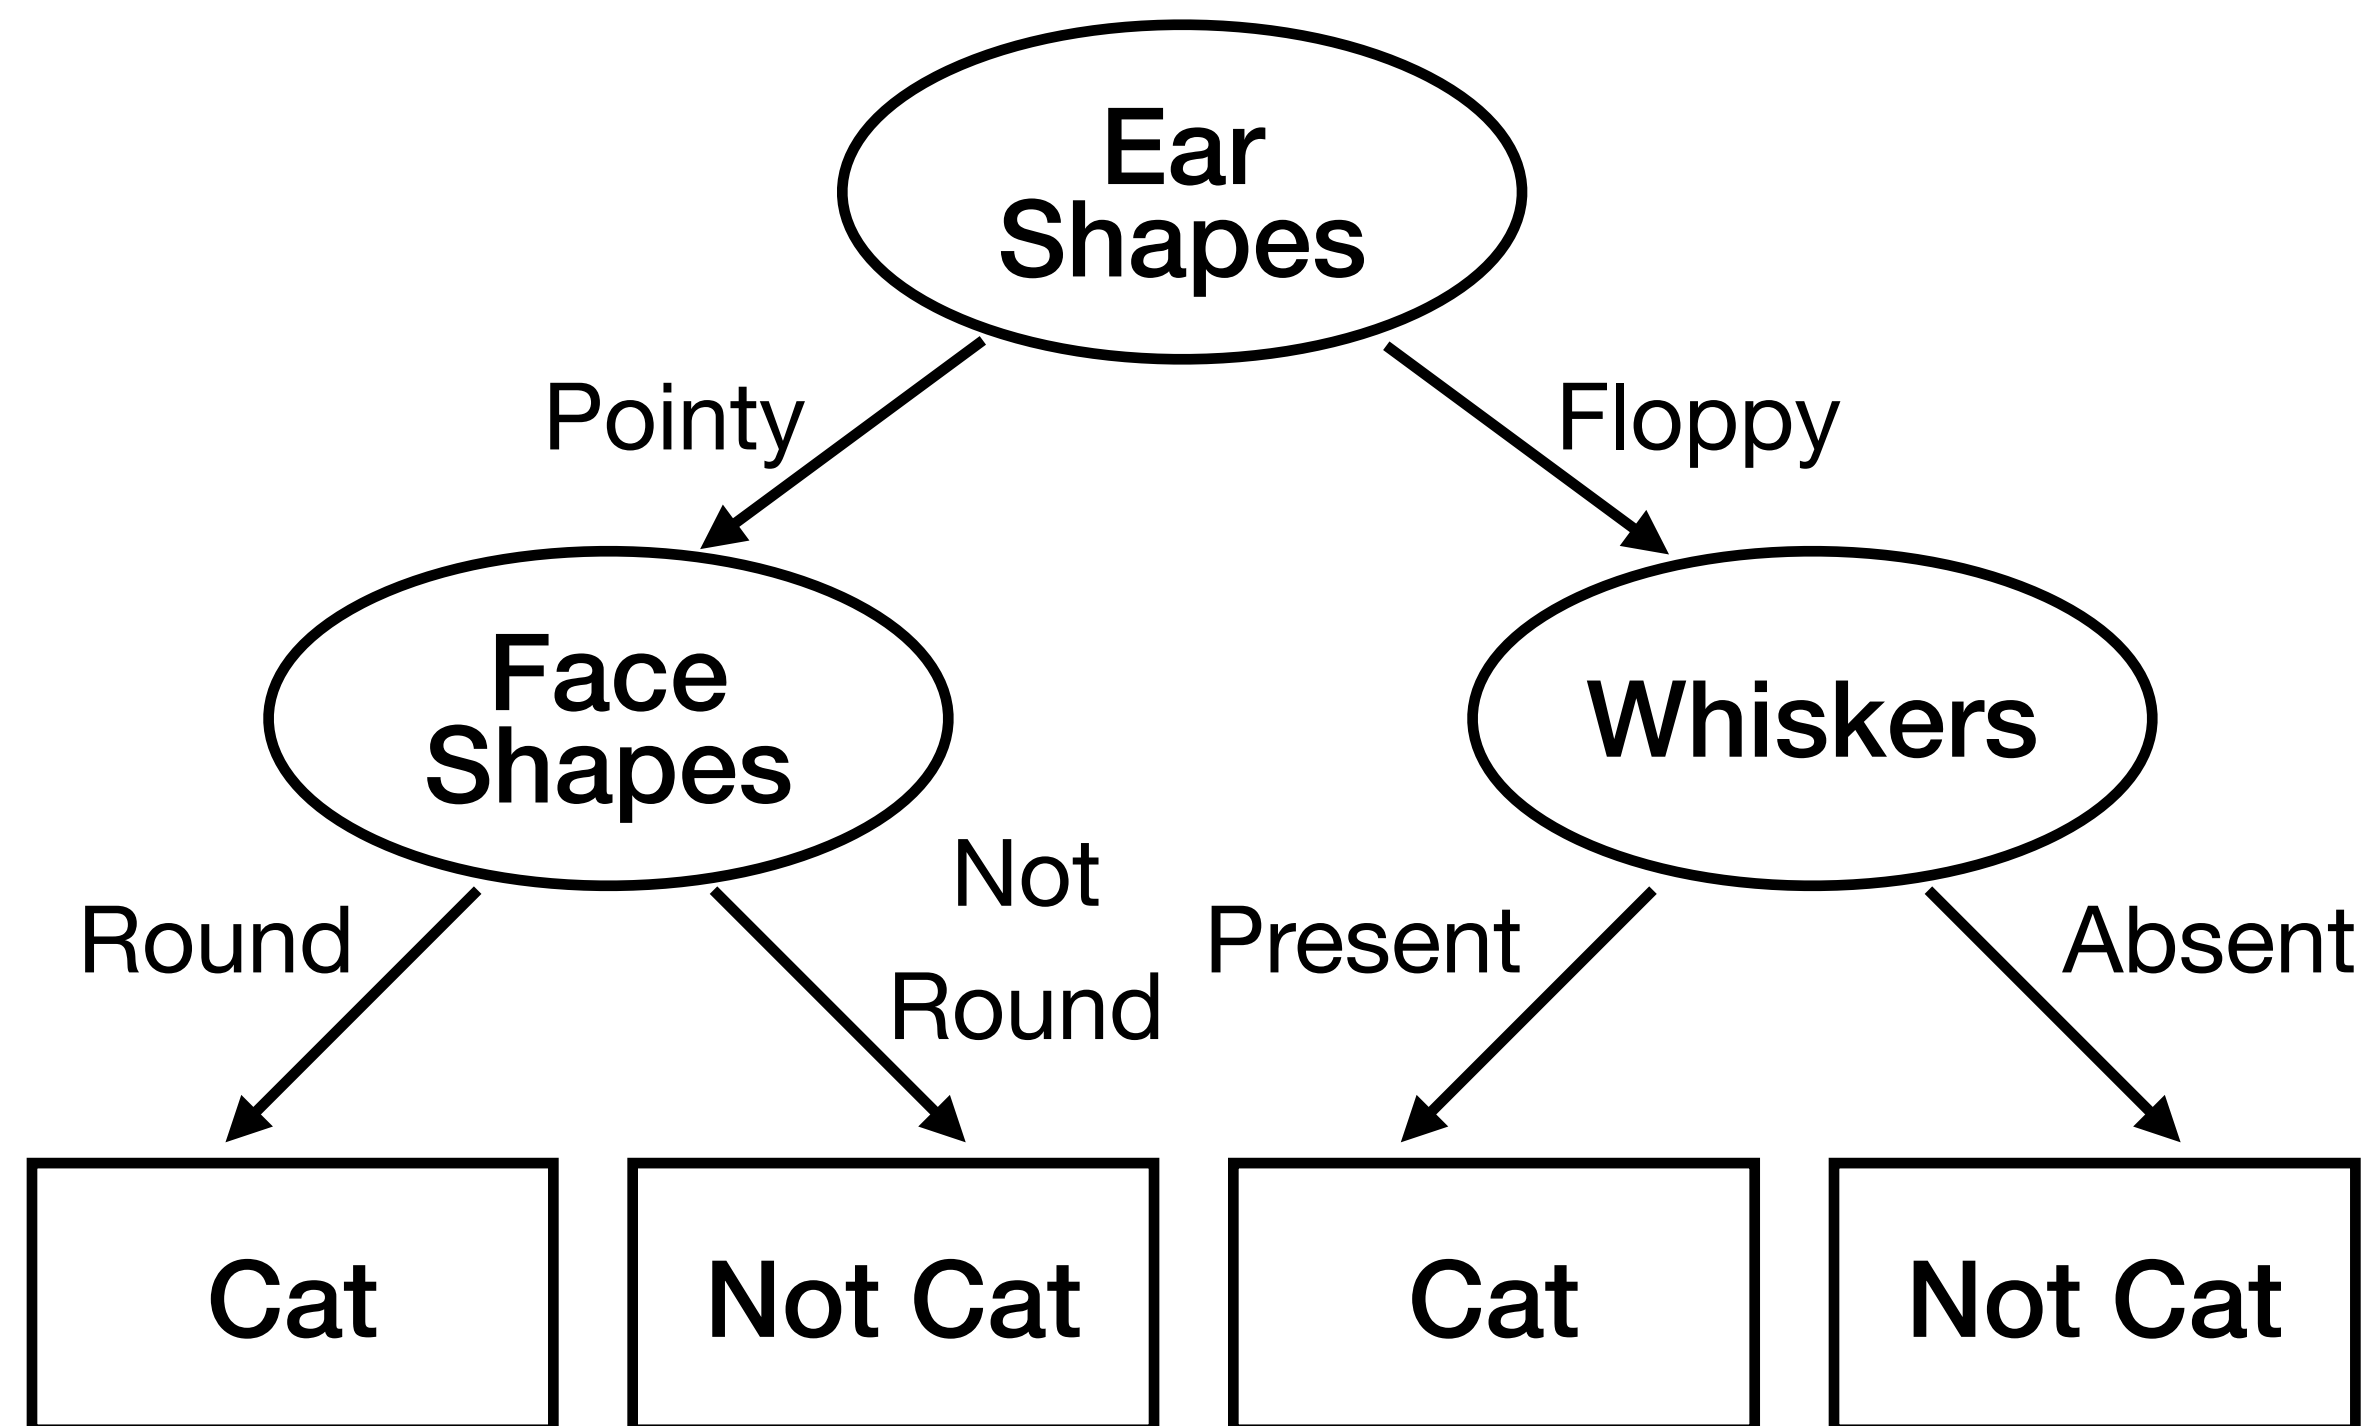 Ear
Shapes
Pointy
Floppy
Face
Shapes
Whiskers
Round
Not
Round
Present
Absent
Cat
Not Cat
Cat
Not Cat